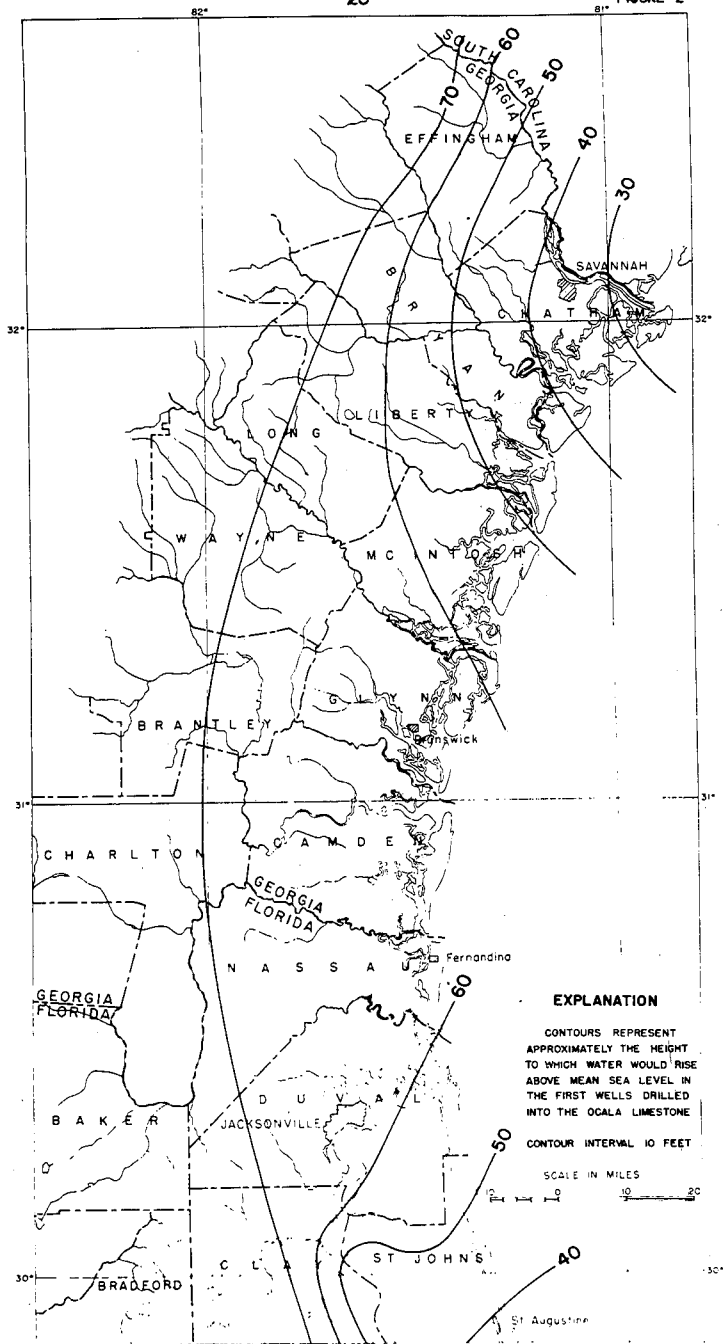 82°
81°
SOUTH CAROLINA
GEORGIA
70
60
50
40
30
EFFINGHAM
SAVANNAH
BRYAN
CHATHAM
32°
32°
LIBERTY
LONG
WAYNE
MCINTOSH
GLYNN
BRANTLEY
Brunswick
31°
31°
CHARLTON
CAMDEN
GEORGIA
FLORIDA
NASSAU
Fernandina
60
GEORGIA
FLORIDA
EXPLANATION
CONTOURS REPRESENT
APPROXIMATELY THE HEIGHT
TO WHICH WATER WOULD RISE
ABOVE MEAN SEA LEVEL IN
THE FIRST WELLS DRILLED
INTO THE OCALA LIMESTONE
CONTOUR INTERVAL 10 FEET
SCALE IN MILES
10 0 10 20
DUVAL
JACKSONVILLE
BAKER
50
CLAY
ST JOHNS
40
30°
30°
BRADFORD
St Augustine